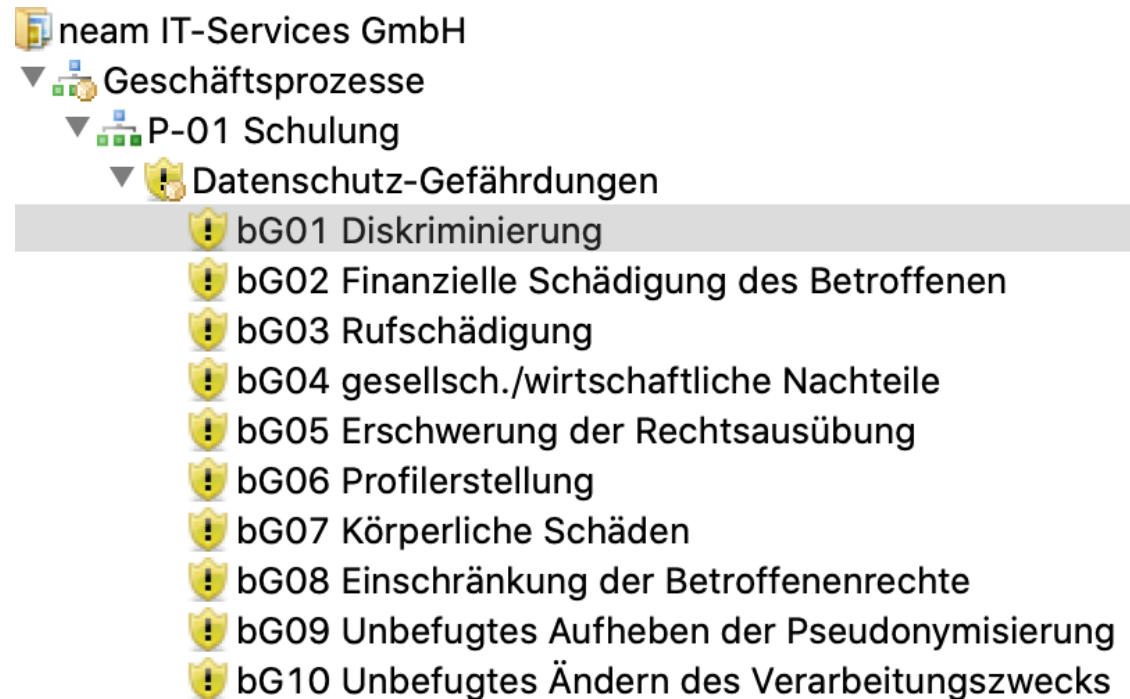 neam IT-Services GmbH
Geschäftsprozesse
P-01 Schulung
Datenschutz-Gefährdungen
bG01 Diskriminierung
bG02 Finanzielle Schädigung des Betroffenen
bG03 Rufschädigung
bG04 gesellsch./wirtschaftliche Nachteile
bG05 Erschwerung der Rechtsausübung
bG06 Profilerstellung
bG07 Körperliche Schäden
bG08 Einschränkung der Betroffenenrechte
bG09 Unbefugtes Aufheben der Pseudonymisierung
bG10 Unbefugtes Ändern des Verarbeitungszwecks